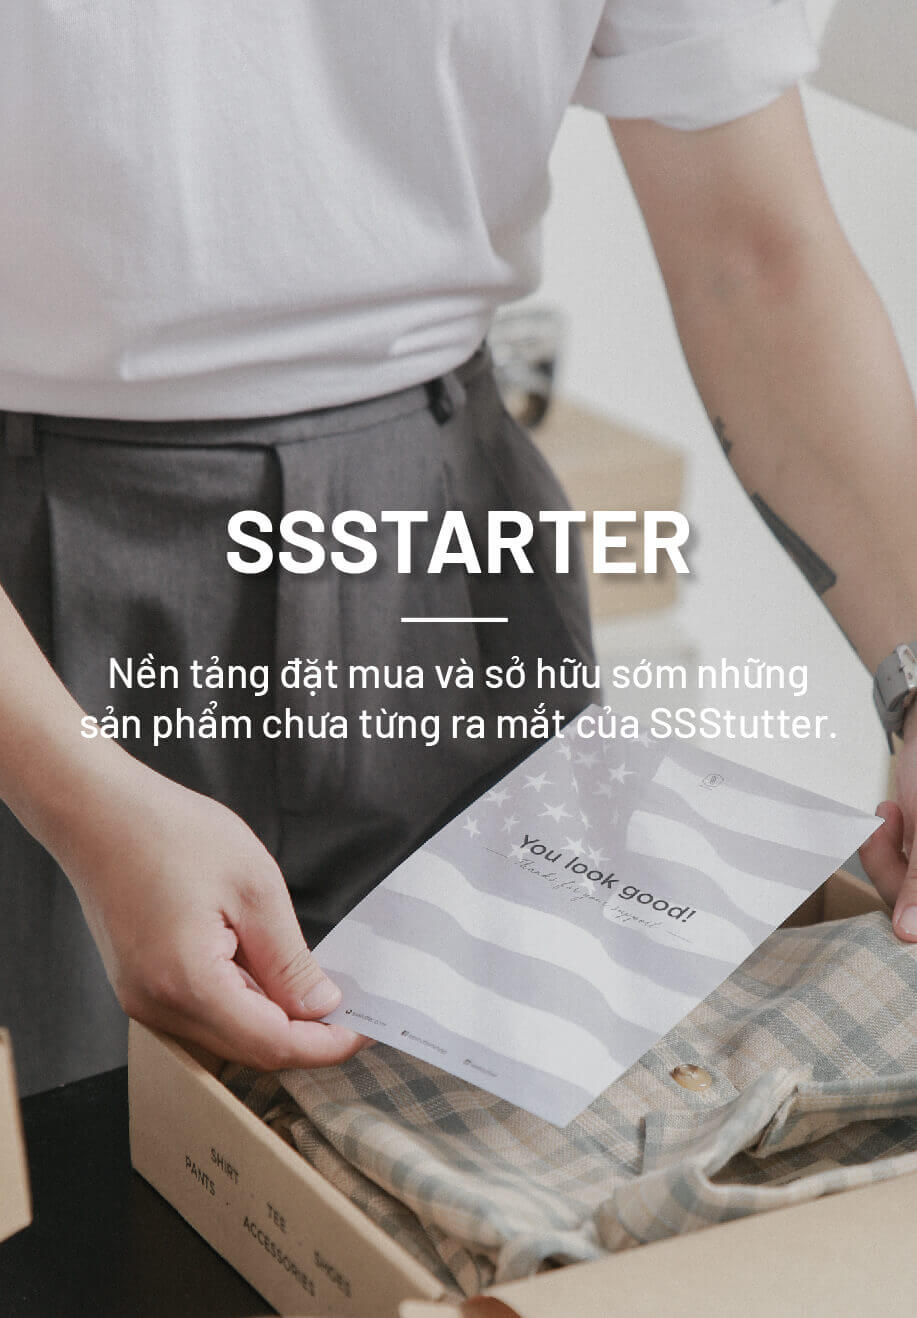 SSSTARTER
Nền tảng đặt mua và sở hữu sớm những
sản phẩm chưa từng ra mắt của SSStutter.
You look good!
Thanks for your support
SHIRT
PANTS
TEE
SHOES
ACCESSORIES